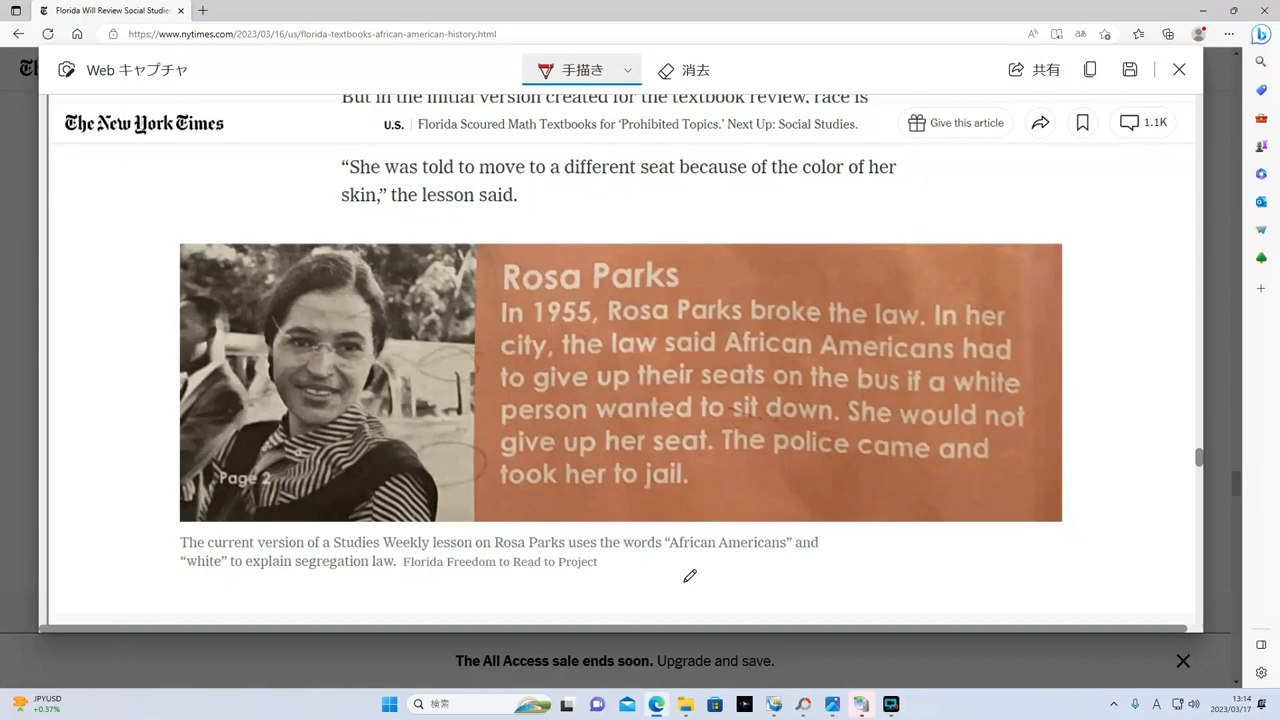 Florida Will Review Social Studies
https://www.nytimes.com/2023/03/16/us/florida-textbooks-african-american-history.html
Web キャプチャ
手描き
消去
共有
But in the initial version created for the textbook review, race is
The New York Times
U.S. Florida Scoured Math Textbooks for ‘Prohibited Topics.’ Next Up: Social Studies.
Give this article
1.1K
“She was told to move to a different seat because of the color of her
skin,” the lesson said.
Rosa Parks
In 1955, Rosa Parks broke the law. In her
city, the law said African Americans had
to give up their seats on the bus if a white
person wanted to sit down. She would not
give up her seat. The police came and
took her to jail.
Page 2
The current version of a Studies Weekly lesson on Rosa Parks uses the words “African Americans” and
“white” to explain segregation law. Florida Freedom to Read to Project
The All Access sale ends soon. Upgrade and save.
JPYUSD
+0.37%
検索
A
13:14
2023/03/17